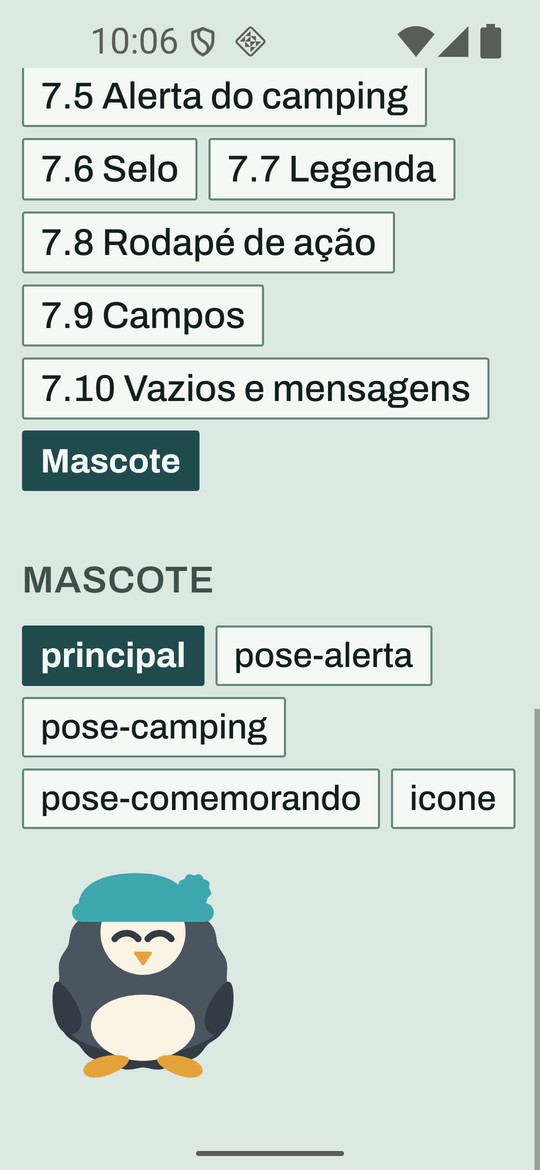 10:06
7.5 Alerta do camping
7.6 Selo
7.7 Legenda
7.8 Rodapé de ação
7.9 Campos
7.10 Vazios e mensagens
Mascote
MASCOTE
principal
pose-alerta
pose-camping
pose-comemorando
icone